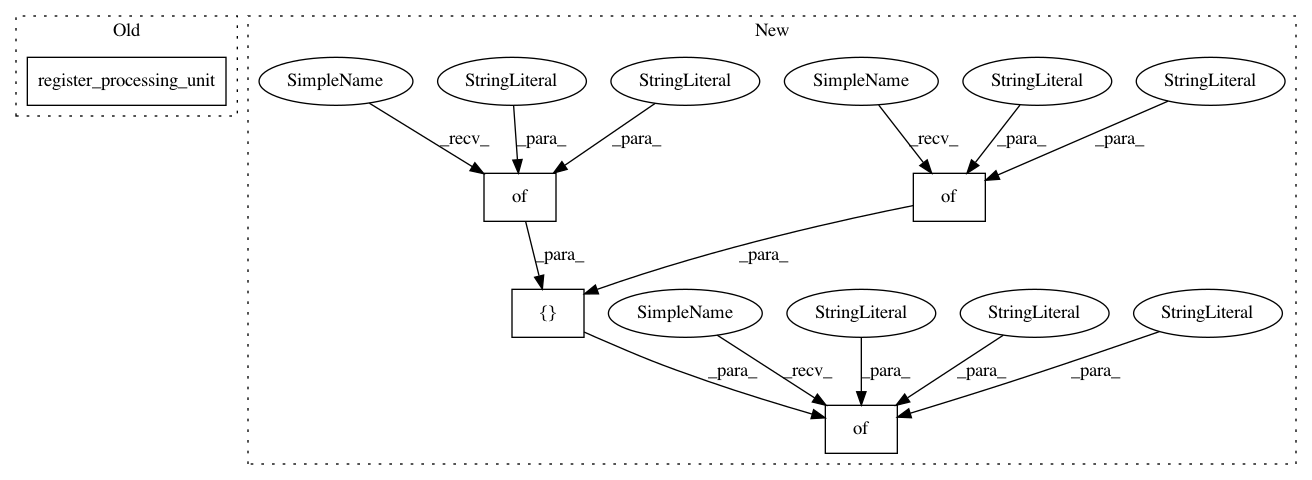 Old
New
register_processing_unit
SimpleName
StringLiteral
StringLiteral
SimpleName
StringLiteral
StringLiteral
_recv_
_para_
_para_
_recv_
_para_
_para_
of
of
_para_
_para_
{}
SimpleName
StringLiteral
StringLiteral
StringLiteral
_para_
_recv_
_para_
_para_
_para_
of